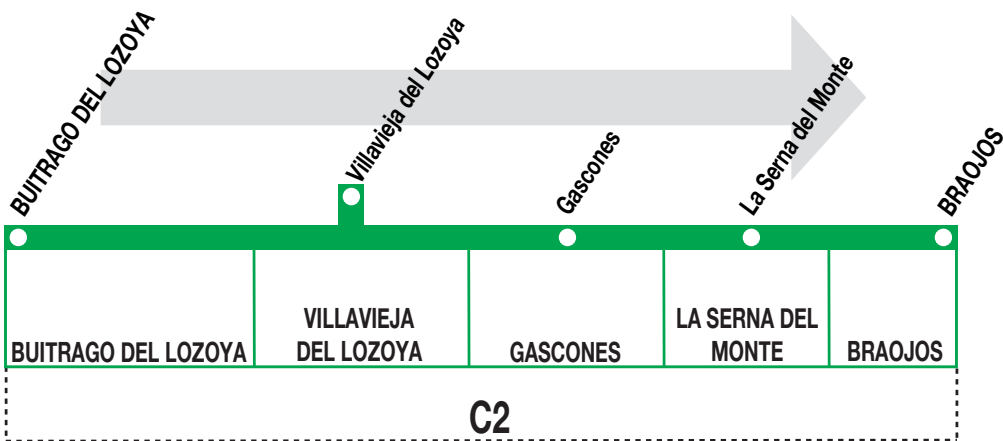 BUITRAGO DEL LOZOYA
Villavieja del Lozoya
Gascones
La Serna del Monte
BRAOJOS
BUITRAGO DEL LOZOYA
VILLAVIEJA
DEL LOZOYA
GASCONES
LA SERNA DEL
MONTE
BRAOJOS
C2